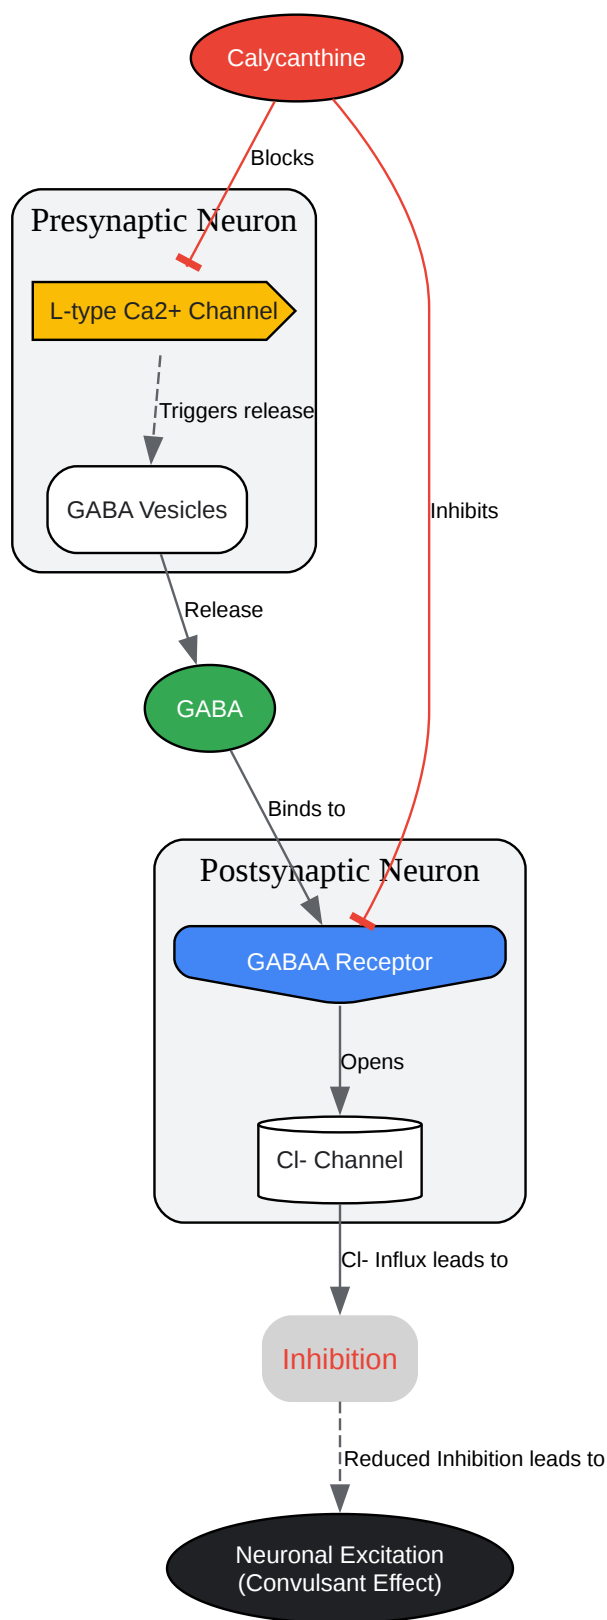 Calycanthine
Blocks
Presynaptic Neuron
L-type Ca2+ Channel
Triggers release
GABA Vesicles
Inhibits
Release
GABA
Binds to
Postsynaptic Neuron
GABAA Receptor
Opens
Cl- Channel
Cl- Influx leads to
Inhibition
Reduced Inhibition leads to
Neuronal Excitation
(Convulsant Effect)